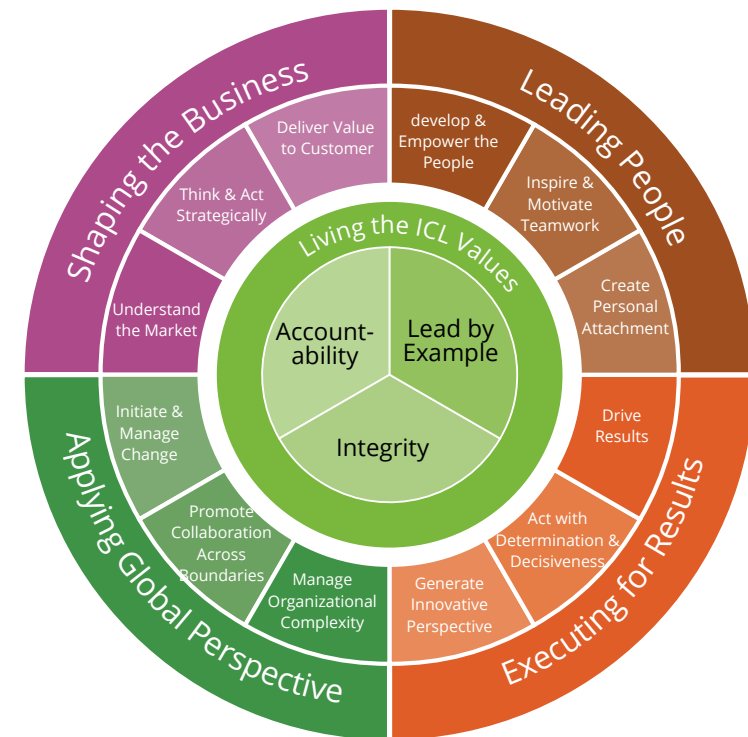 Shaping the Business
Deliver Value
to Customer
Think & Act
Strategically
Understand
the Market
Leading People
develop &
Empower the
People
Inspire &
Motivate
Teamwork
Create
Personal
Attachment
Living the ICL Values
Account-
ability
Lead by
Example
Integrity
Applying Global Perspective
Initiate &
Manage
Change
Promote
Collaboration
Across
Boundaries
Manage
Organizational
Complexity
Executing for Results
Drive
Results
Act with
Determination &
Decisiveness
Generate
Innovative
Perspective